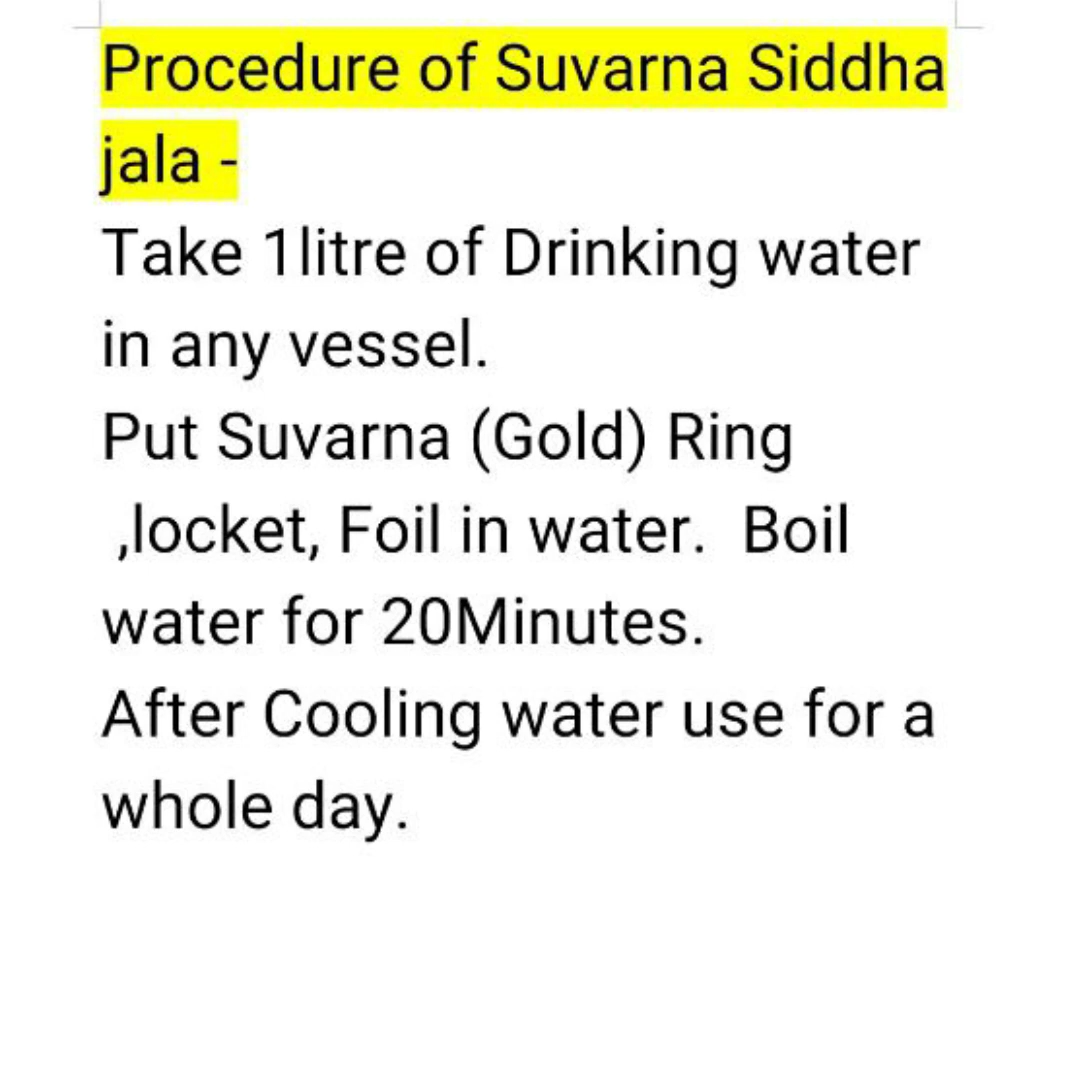 Procedure of Suvarna Siddha
jala -
Take 1litre of Drinking water
in any vessel.
Put Suvarna (Gold) Ring
,locket, Foil in water.  Boil
water for 20Minutes.
After Cooling water use for a
whole day.